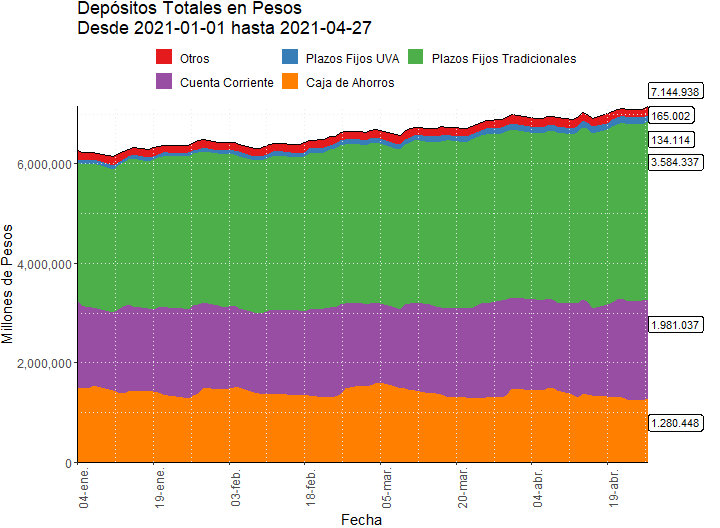 Depósitos Totales en Pesos
Desde 2021-01-01 hasta 2021-04-27
Otros
Plazos Fijos UVA
Plazos Fijos Tradicionales
Cuenta Corriente
Caja de Ahorros
7.144.938
165.002
134.114
3.584.337
1.981.037
1.280.448
6,000,000
4,000,000
2,000,000
0
Millones de Pesos
04-ene.
19-ene.
03-feb.
18-feb.
05-mar.
20-mar.
04-abr.
19-abr.
Fecha